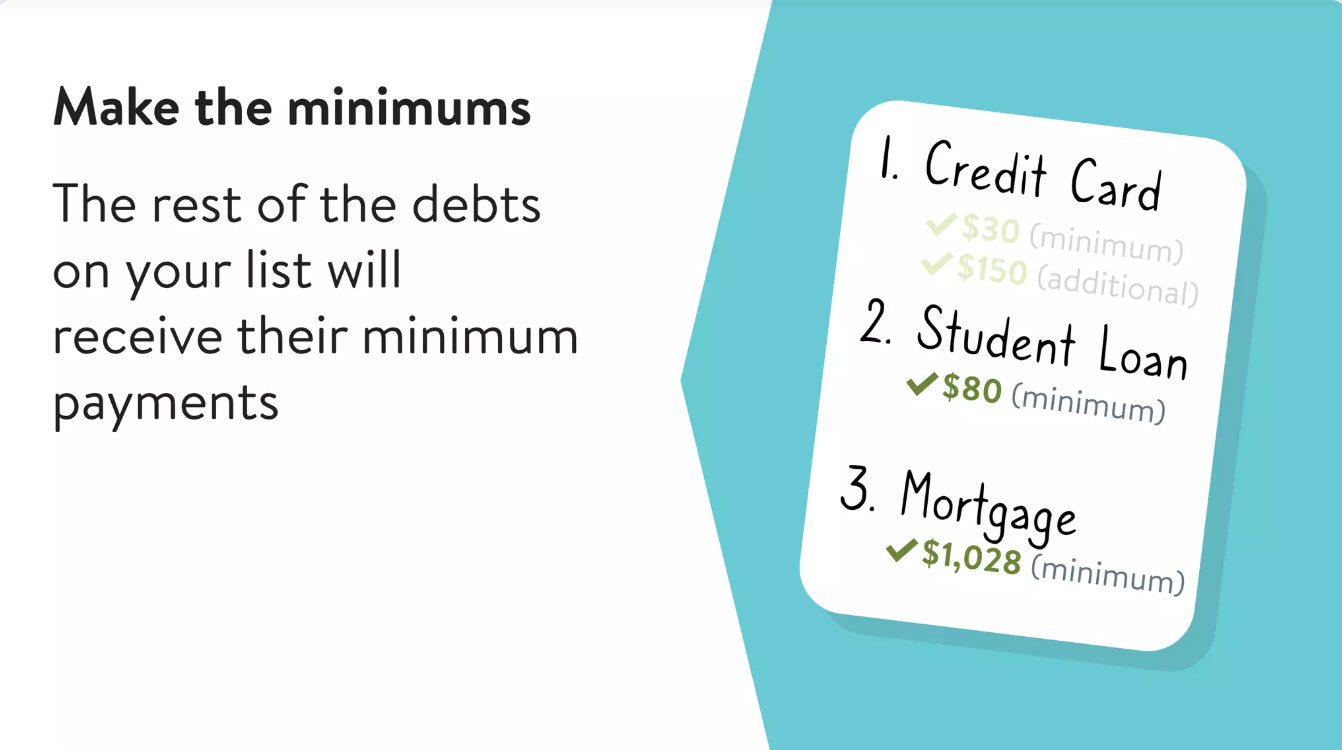 Make the minimums
The rest of the debts
on your list will
receive their minimum
payments
1. Credit Card
✔$30 (minimum)
✔$150 (additional)
2. Student Loan
✔$80 (minimum)
3. Mortgage
✔$1,028 (minimum)